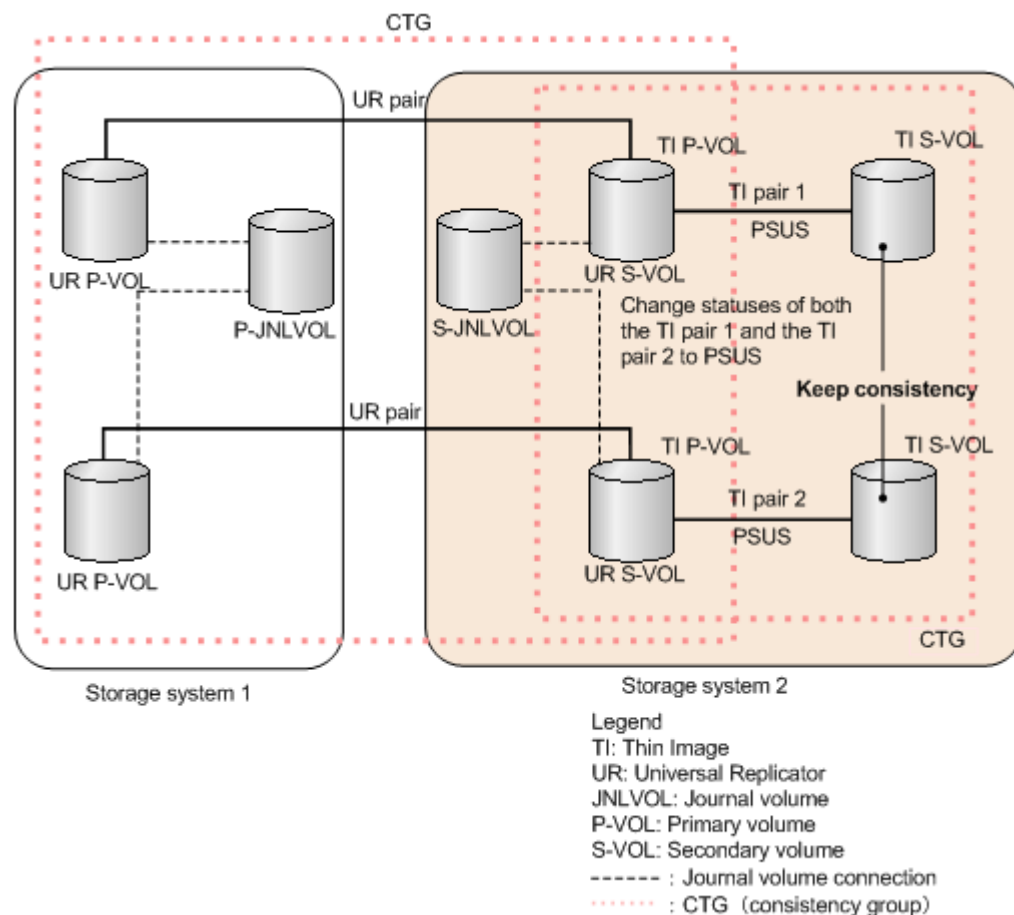 CTG
UR pair
TI P-VOL
TI S-VOL
TI pair 1
PSUS
UR P-VOL
P-JNLVOL
S-JNLVOL
UR S-VOL
Change statuses of both
the TI pair 1 and the TI
pair 2 to PSUS
Keep consistency
UR pair
TI P-VOL
TI S-VOL
TI pair 2
PSUS
UR P-VOL
UR S-VOL
CTG
Storage system 1
Storage system 2
Legend
TI: Thin Image
UR: Universal Replicator
JNLVOL: Journal volume
P-VOL: Primary volume
S-VOL: Secondary volume
: Journal volume connection
: CTG (consistency group)